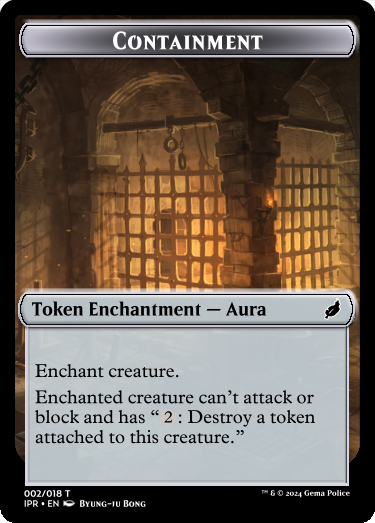 Containment
Token Enchantment — Aura
Enchant creature.
Enchanted creature can't attack or
block and has “ 2 : Destroy a token
attached to this creature.”
002/018 T
IPR • EN Byung-ju Bong
™ & © 2024 Gema Police